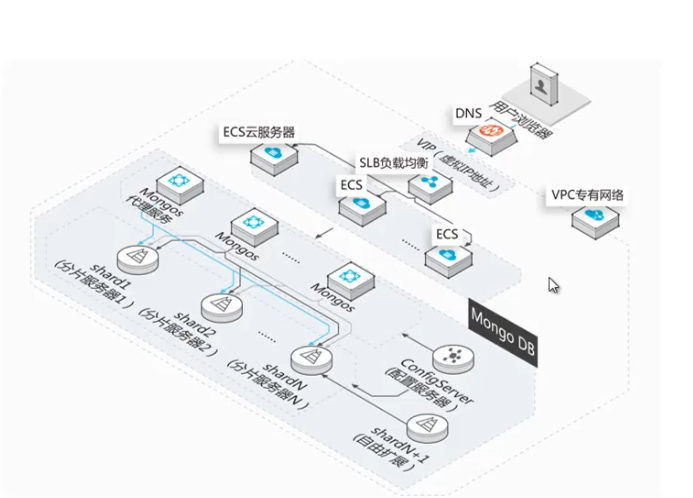 用户浏览器
DNS
VIP（虚拟IP地址）
ECS云服务器
SLB负载均衡
ECS
ECS
VPC专有网络
Mongos
代理服务
Mongos
······
Mongos
······
shard1
(分片服务器1）
shard2
(分片服务器2）
······
shardN
(分片服务器N）
Mongo DB
ConfigServer
(配置服务器）
shardN+1
(自由扩展）